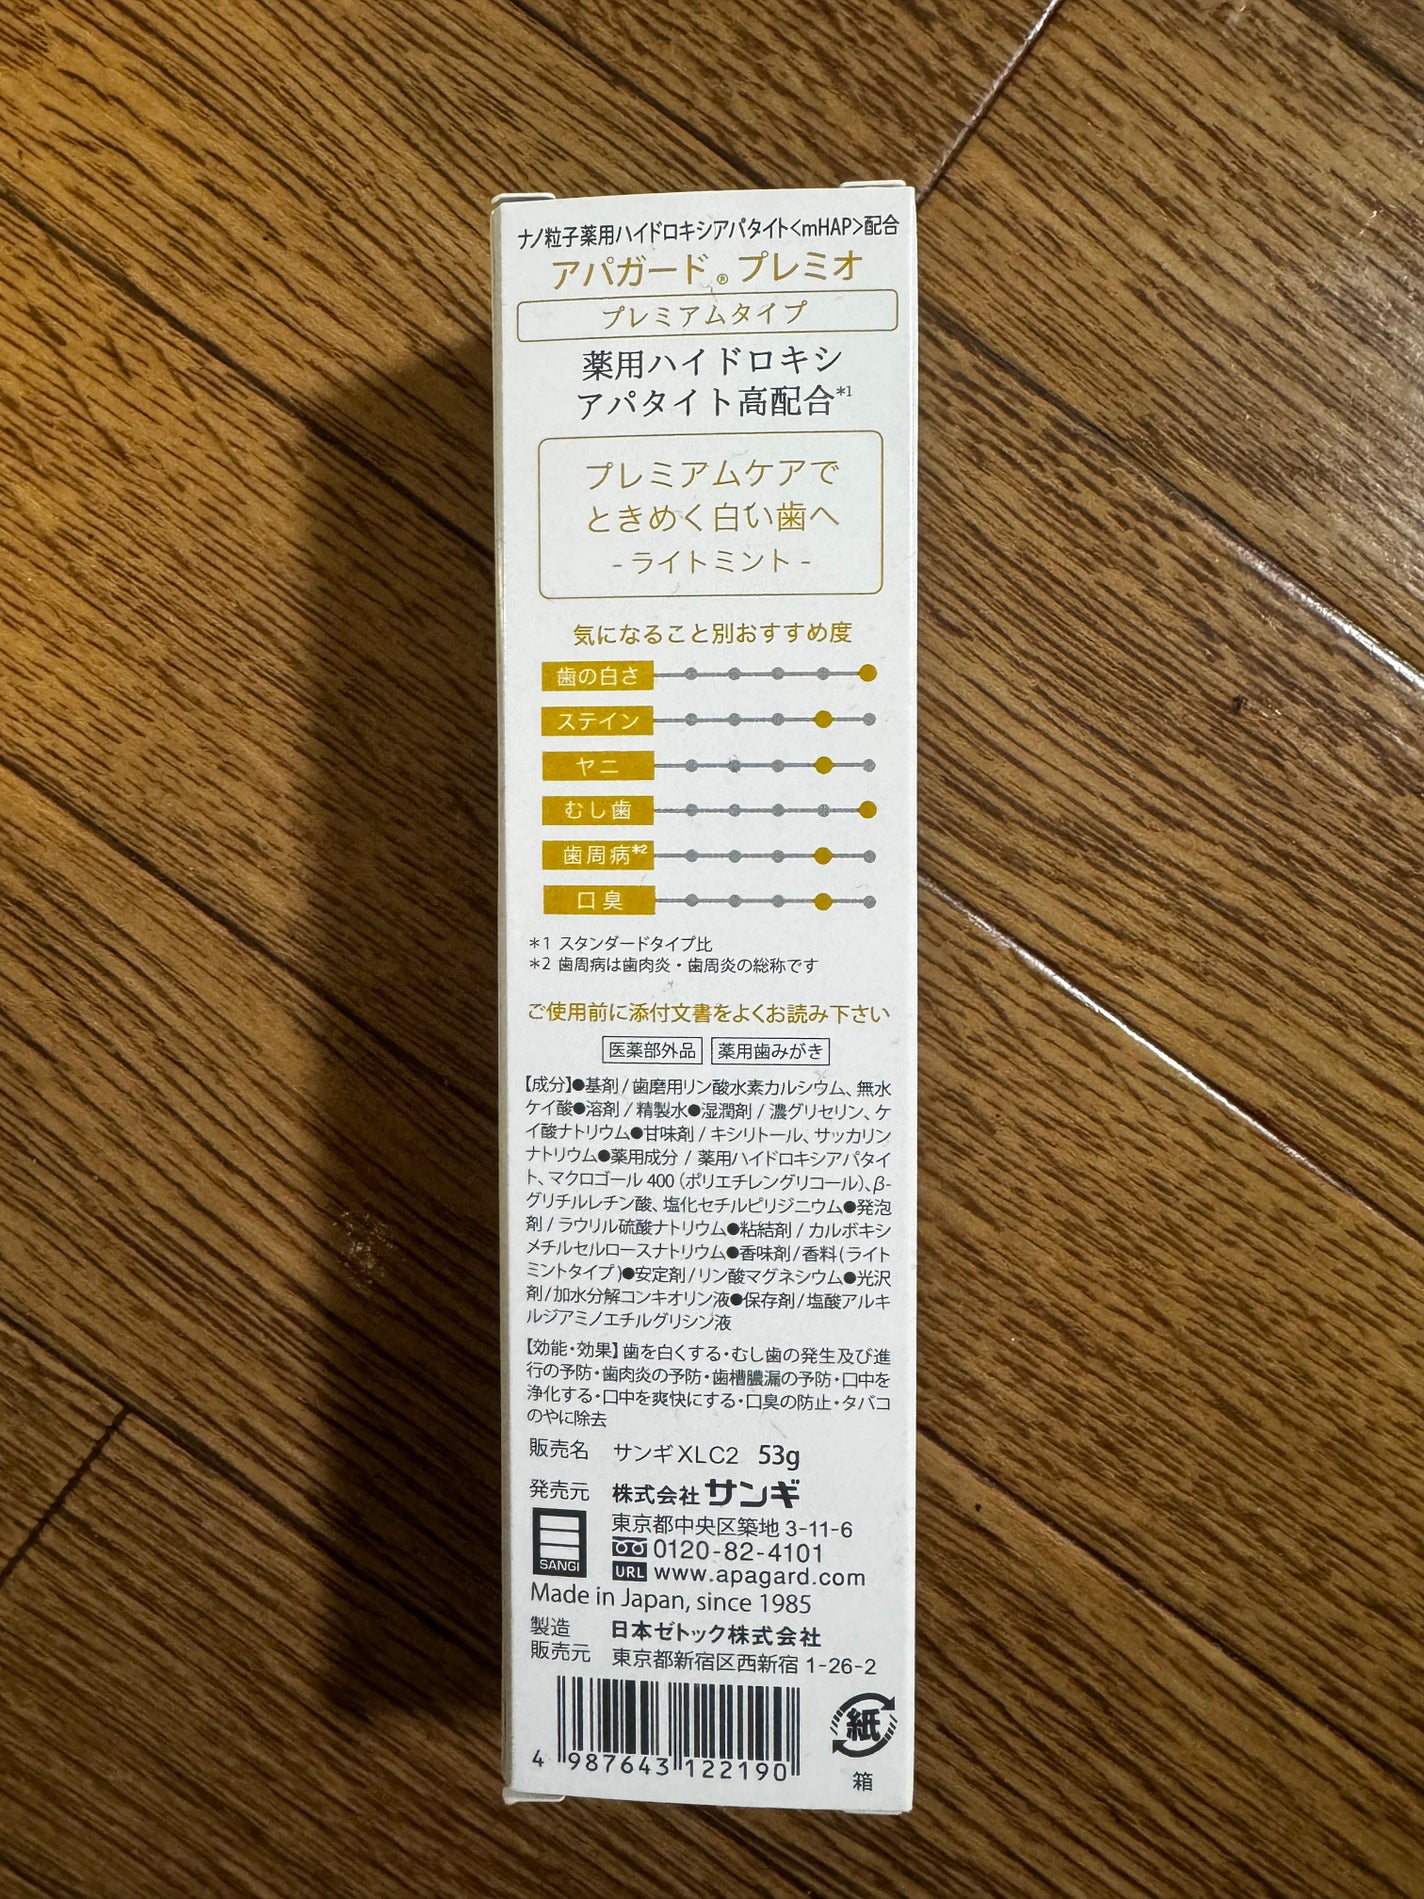 ナノ粒子薬用ハイドロキシアパタイト<mHAP>配合
アパガード® プレミオ
プレミアムタイプ
薬用ハイドロキシ
アパタイト高配合*1
プレミアムケアで
ときめく白い歯へ
- ライトミント -
気になること別おすすめ度
歯の白さ
ステイン
ヤニ
むし歯
歯周病*2
口臭
*1 スタンダードタイプ比
*2 歯周病は歯肉炎・歯周炎の総称です
ご使用前に添付文書をよくお読み下さい
医薬部外品 薬用歯みがき
【成分】●基剤/歯磨用リン酸水素カルシウム、無水
ケイ酸●溶剤/精製水●湿潤剤/濃グリセリン、ケ
イ酸ナトリウム●甘味剤/キシリトール、サッカリン
ナトリウム●薬用成分/薬用ハイドロキシアパタイ
ト、マクロゴール400(ポリエチレングリコール)、β-
グリチルレチン酸、塩化セチルピリジニウム●発泡
剤/ラウリル硫酸ナトリウム●粘結剤/カルボキシ
メチルセルロースナトリウム●香味剤/香料(ライト
ミントタイプ)●安定剤/リン酸マグネシウム●光沢
剤/加水分解コンキオリン液●保存剤/塩酸アルキ
ルジアミノエチルグリシン液
【効能・効果】歯を白くする・むし歯の発生及び進
行の予防・歯肉炎の予防・歯槽膿漏の予防・口中を
浄化する・口中を爽快にする・口臭の防止・タバコ
のやに除去
販売名 サンギXLC2 53g
発売元 株式会社サンギ
東京都中央区築地 3-11-6
0120-82-4101
SANGI
URL www.apagard.com
Made in Japan, since 1985
製造 日本ゼトック株式会社
販売元 東京都新宿区西新宿 1-26-2
4 987643 122190
紙
箱